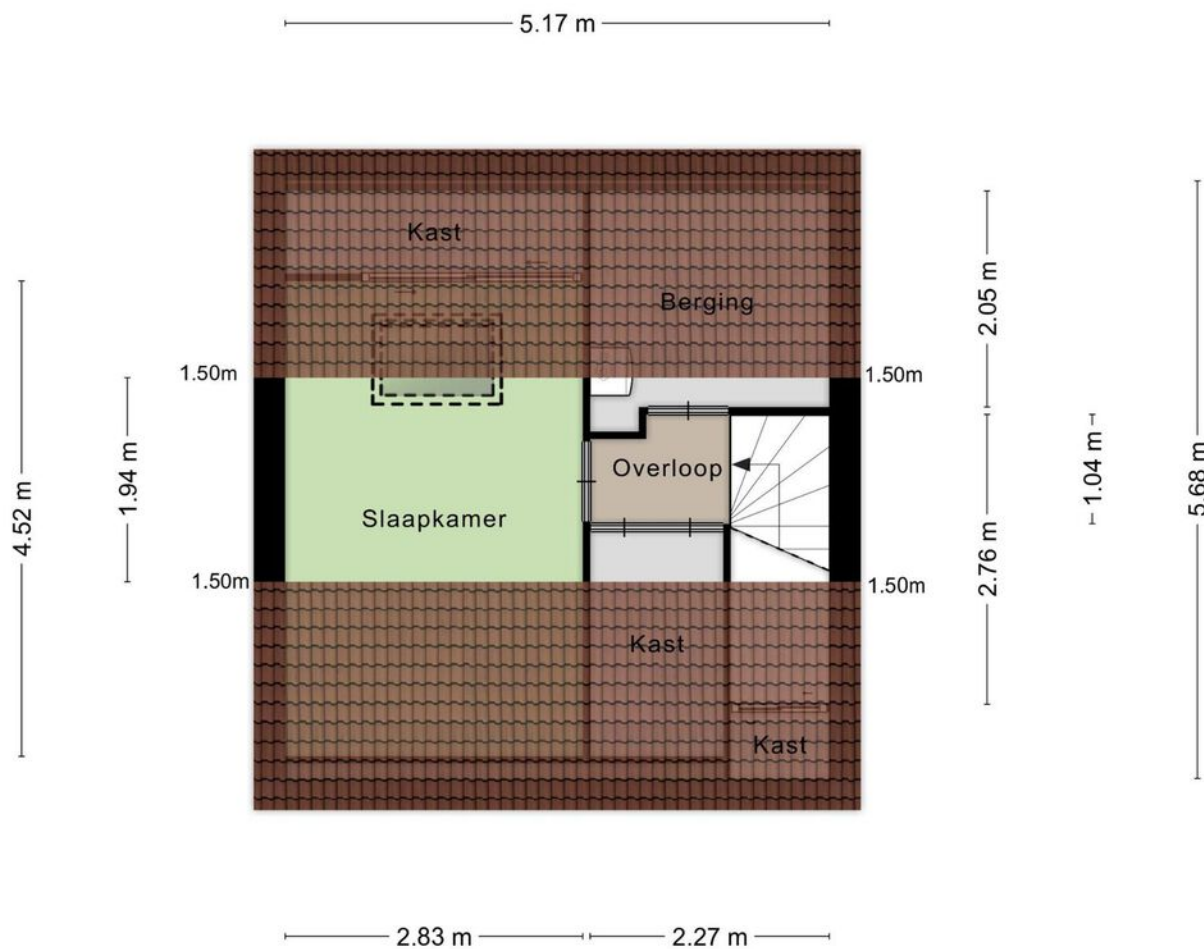 5.17 m
Kast
Berging
2.05 m
1.50m
1.50m
4.52 m
1.94 m
Overloop
1.04 m
5.68 m
Slaapkamer
2.76 m
1.50m
1.50m
Kast
Kast
2.83 m
2.27 m